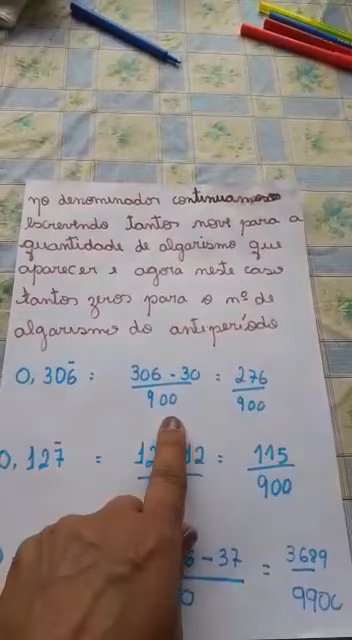 no denominador continuamos
escrevendo tantos nove para a
quantidade de algarismo que
aparecer e agora neste caso
tantos zeros para o nº de
algarismo do antiperíodo
0,306̄ = 306 - 30 / 900 = 276 / 900
0,127̄ = 12 12 = 115 / 900
6 - 37 / 0 = 3689 / 9900